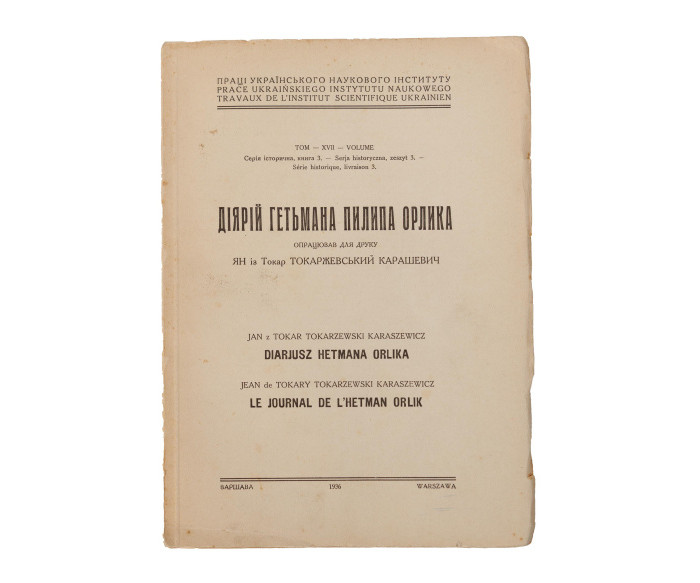 ПРАЦІ УКРАЇНСЬКОГО НАУКОВОГО ІНСТИТУТУ
PRACE UKRAIŃSKIEGO INSTYTUTU NAUKOWEGO
TRAVAUX DE L'INSTITUT SCIENTIFIQUE UKRAINIEN
TOM — XVII — VOLUME
Серія історична, книга 3. — Serja historyczna, zeszyt 3. —
Série historique, livraison 3.
ДІЯРІЙ ГЕТЬМАНА ПИЛИПА ОРЛИКА
ОПРАЦЮВАВ ДЛЯ ДРУКУ
ЯН із Токар ТОКАРЖЕВСЬКИЙ КАРАШЕВИЧ
JAN z TOKAR TOKARZEWSKI KARASZEWICZ
DIARJUSZ HETMANA ORLIKA
JEAN de TOKARY TOKARZEWSKI KARASZEWICZ
LE JOURNAL DE L'HETMAN ORLIK
ВАРШАВА 1936 WARSZAWA